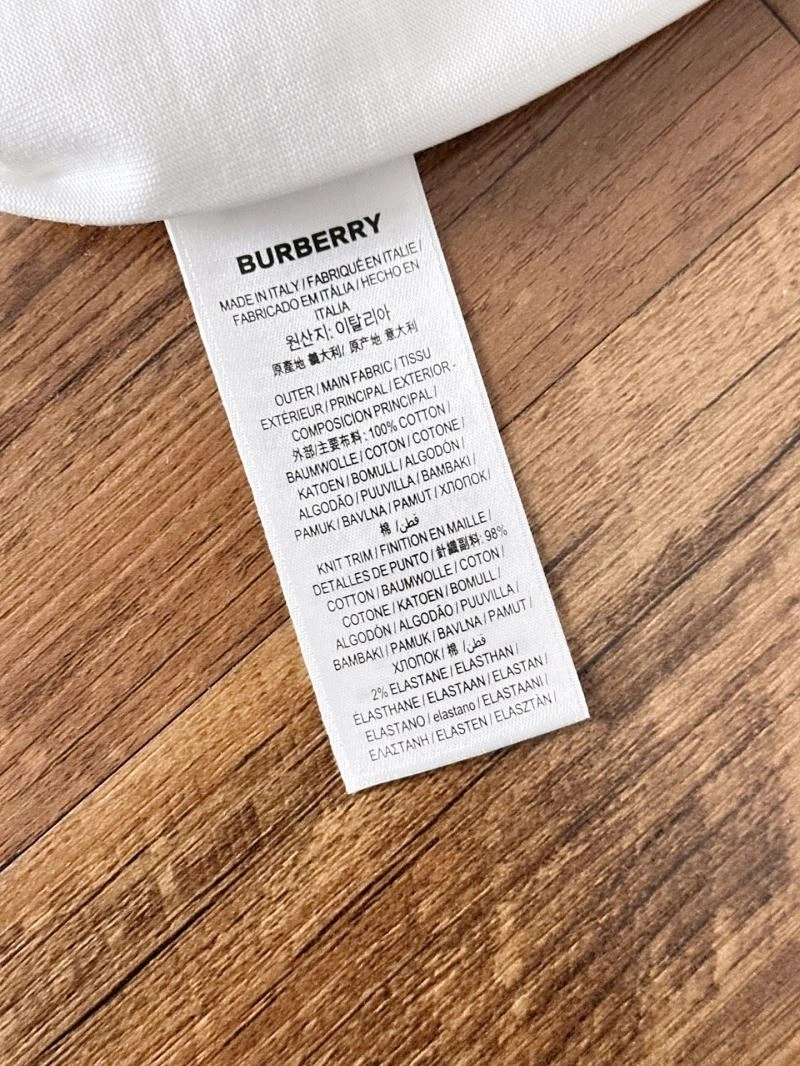 BURBERRY
MADE IN ITALY / FABRIQUÉ EN ITALIE /
FABRICADO EM ITÁLIA / HECHO EN
ITALIA
원산지: 이탈리아
原產地 義大利/ 原产地 意大利
OUTER / MAIN FABRIC / TISSU
EXTÉRIEUR / PRINCIPAL / EXTERIOR -
COMPOSICION PRINCIPAL /
外部/主要布料: 100% COTTON /
BAUMWOLLE / COTON / COTONE /
KATOEN / BOMULL / ALGODÓN /
ALGODÃO / PUUVILLA / BAMBAKI /
PAMUK / BAVLNA / PAMUT / ХЛОПОК /
棉 / قطن
KNIT TRIM / FINITION EN MAILLE /
DETALLES DE PUNTO / 針織副料: 98%
COTTON / BAUMWOLLE / COTON /
COTONE / KATOEN / BOMULL /
ALGODÓN / ALGODÃO / PUUVILLA /
BAMBAKI / PAMUK / BAVLNA / PAMUT /
ХЛОПОК / 棉 / قطن
2% ELASTANE / ELASTHAN /
ÉLASTHANE / ELASTAAN / ELASTAN /
ELASTANO / elastano / ELASTAANI /
ΕΛΑΣΤΑΝΗ / ELASTEN / ELASZTÁN /